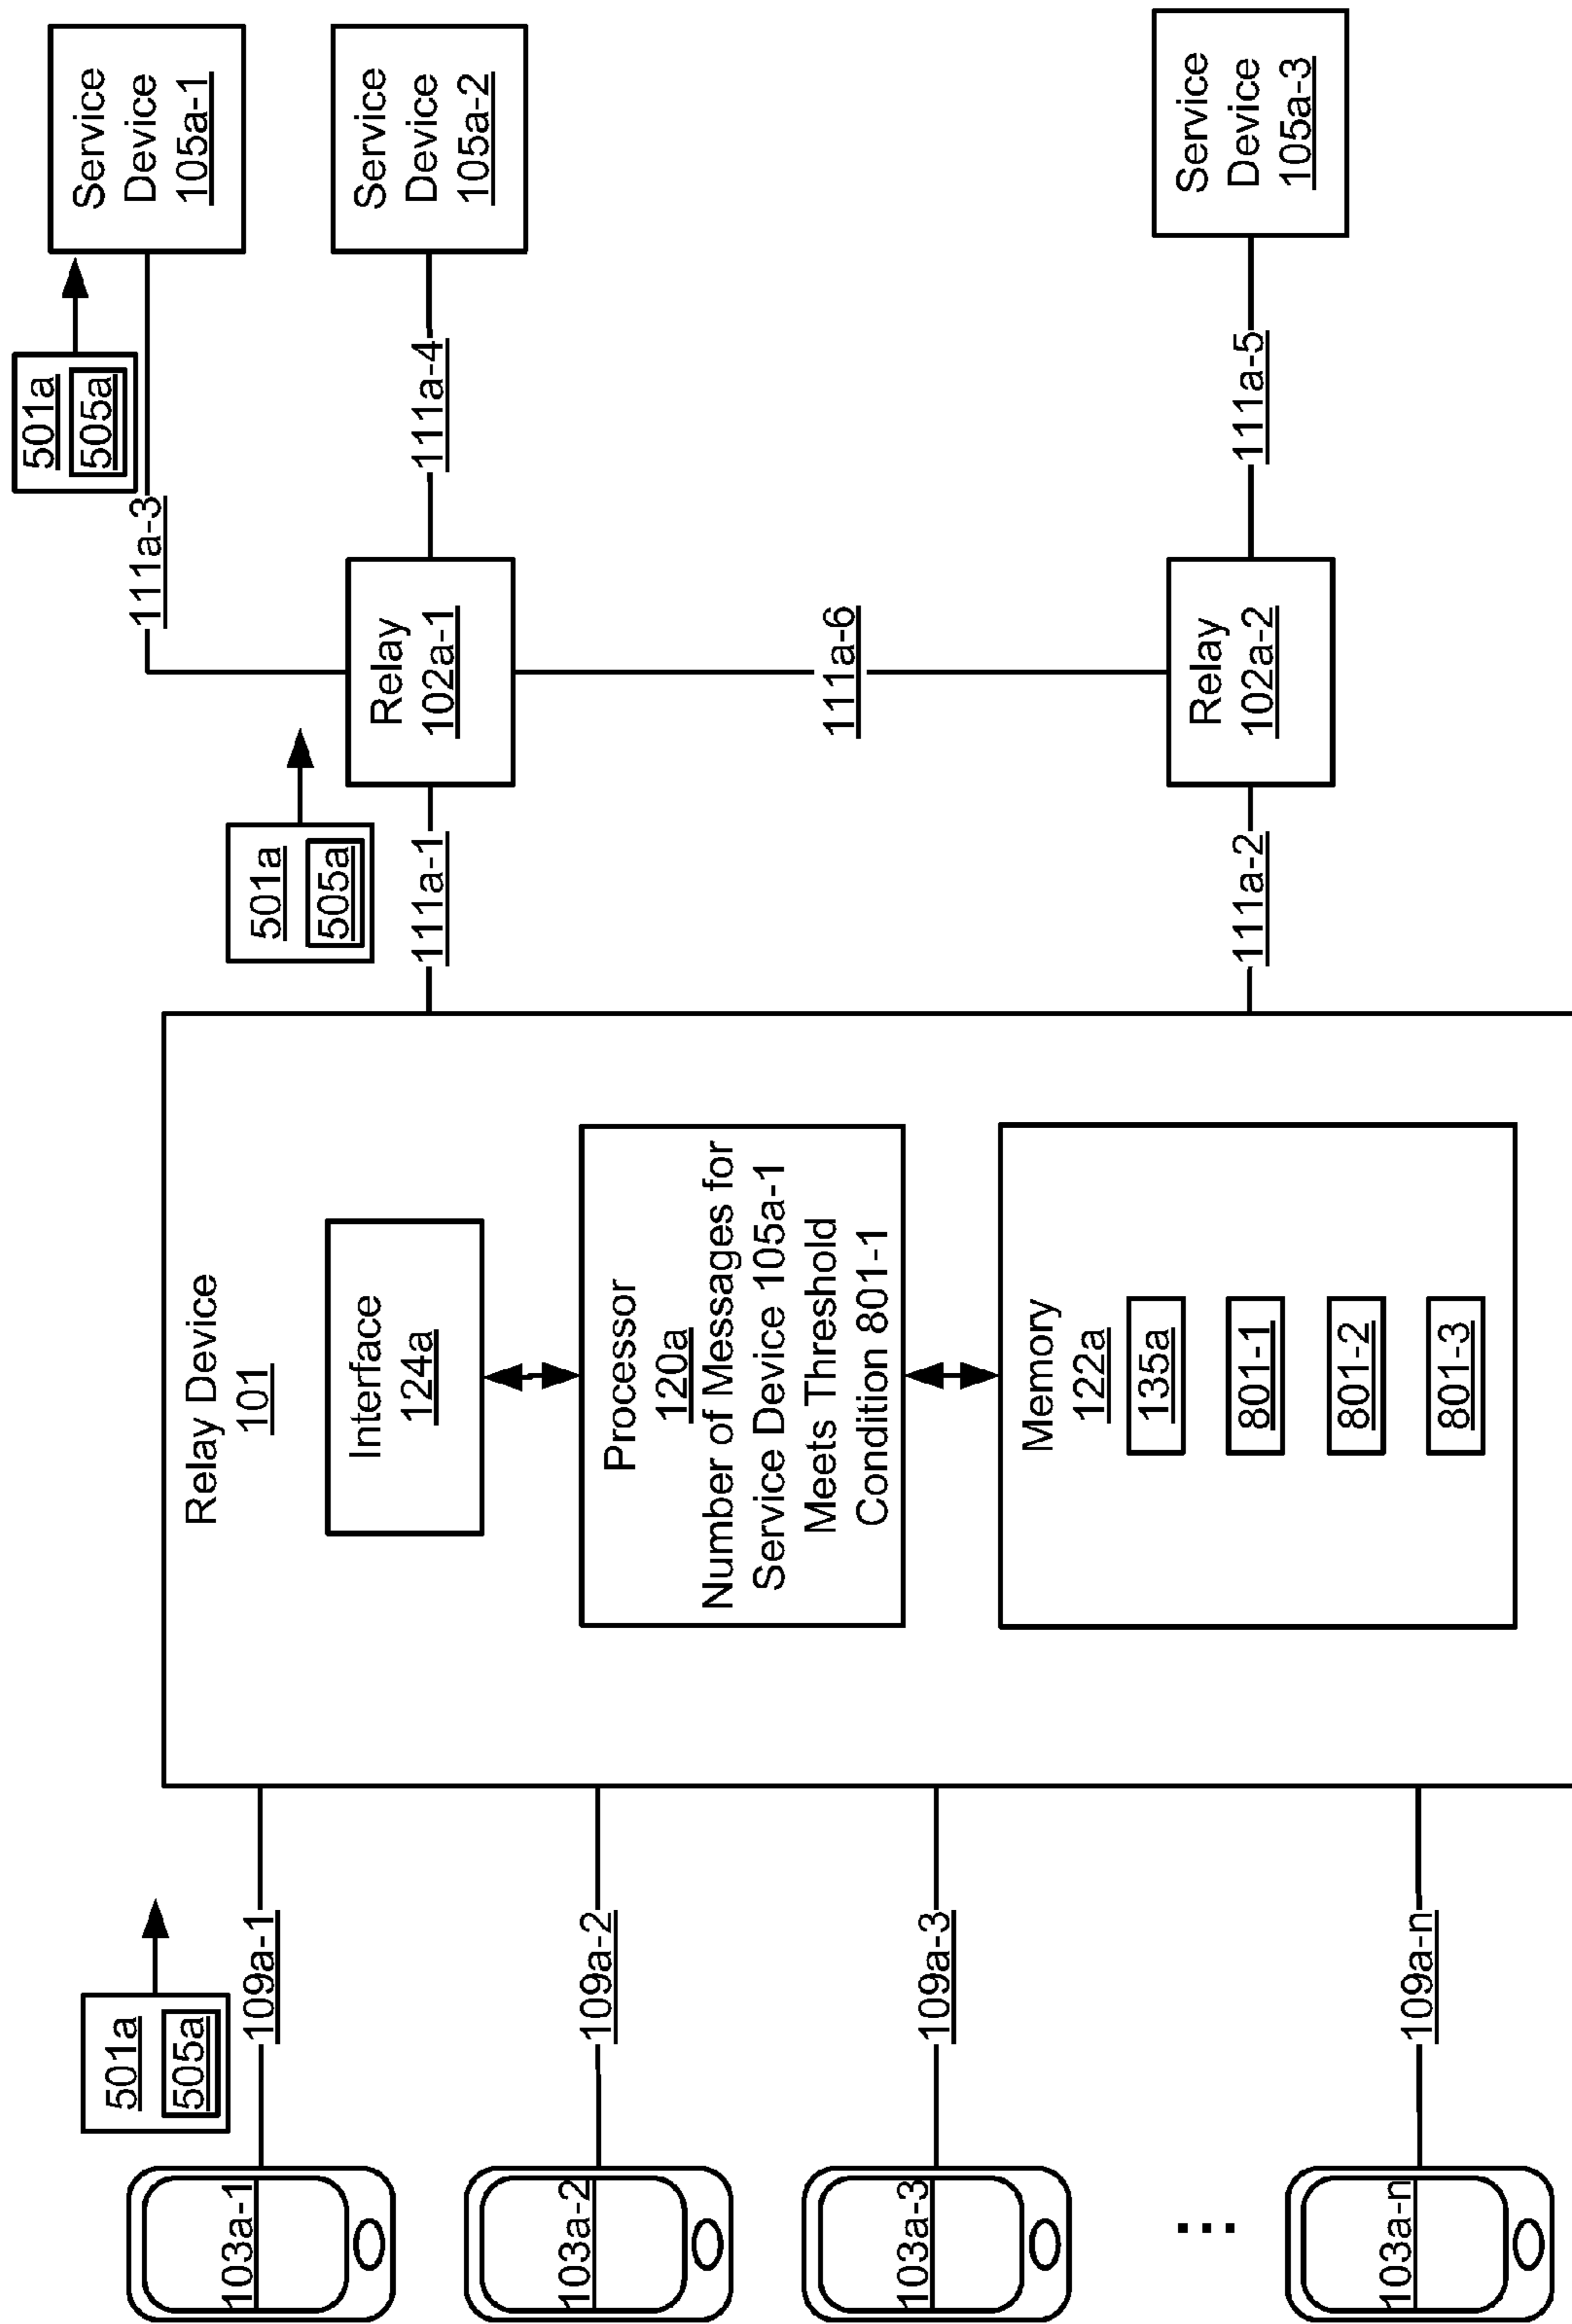 501a
505a
103a-1
109a-1
103a-2
109a-2
103a-3
109a-3
...
103a-n
109a-n
Relay Device
101
Interface
124a
Processor
120a
Number of Messages for
Service Device 105a-1
Meets Threshold
Condition 801-1
Memory
122a
135a
801-1
801-2
801-3
501a
505a
111a-1
111a-2
Relay
102a-1
111a-6
Relay
102a-2
111a-3
501a
505a
111a-4
111a-5
Service
Device
105a-1
Service
Device
105a-2
Service
Device
105a-3